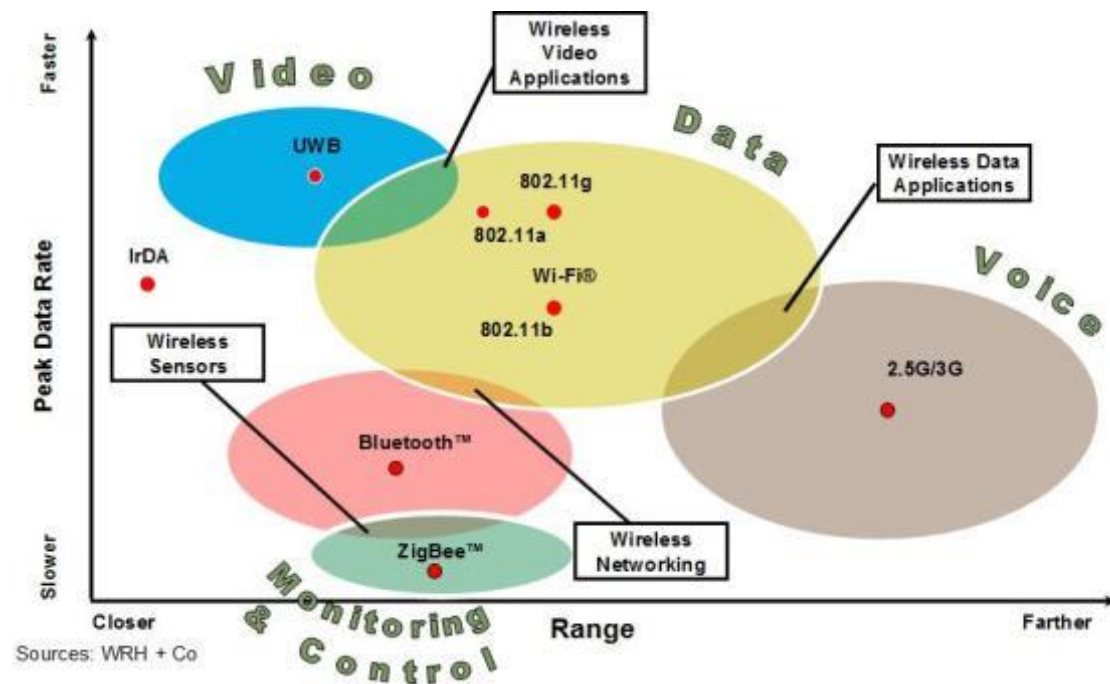 Wireless
Video
Applications
Video
Data
Faster
UWB
802.11g
Wireless Data
Applications
802.11a
Voice
IrDA
Wi-Fi®
Peak Data Rate
802.11b
Wireless
Sensors
2.5G/3G
Bluetooth™
Wireless
Networking
ZigBee™
Slower
Monitoring
& Control
Closer
Range
Farther
Sources: WRH + Co